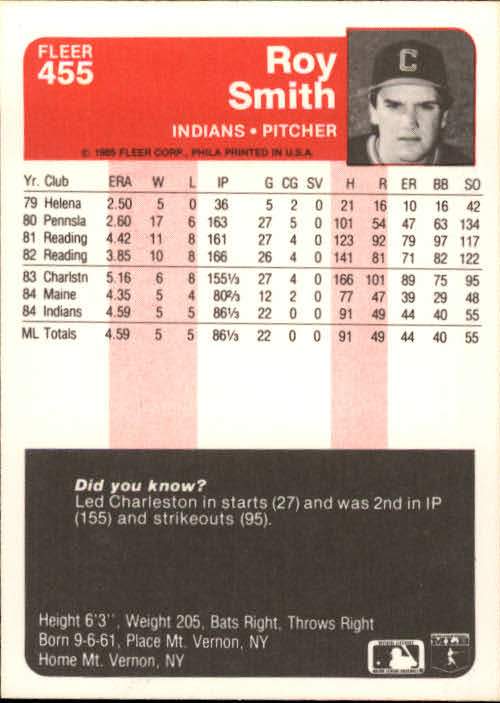 FLEER
455
Roy
Smith
INDIANS • PITCHER
© 1985 FLEER CORP., PHILA PRINTED IN U.S.A.
C
Yr. Club ERA W L IP G CG SV H R ER BB SO
79 Helena 2.50 5 0 36 5 2 0 21 16 10 16 42
80 Pennsla 2.60 17 6 163 27 5 0 101 54 47 63 134
81 Reading 4.42 11 8 161 27 4 0 123 92 79 97 117
82 Reading 3.85 10 8 166 26 4 0 141 81 71 82 122
83 Charlstn 5.16 6 8 155⅓ 27 4 0 166 101 89 75 95
84 Maine 4.35 5 4 80⅔ 12 2 0 77 47 39 29 48
84 Indians 4.59 5 5 86⅓ 22 0 0 91 49 44 40 55
ML Totals 4.59 5 5 86⅓ 22 0 0 91 49 44 40 55
Did you know?
Led Charleston in starts (27) and was 2nd in IP
(155) and strikeouts (95).
Height 6'3'', Weight 205, Bats Right, Throws Right
Born 9-6-61, Place Mt. Vernon, NY
Home Mt. Vernon, NY